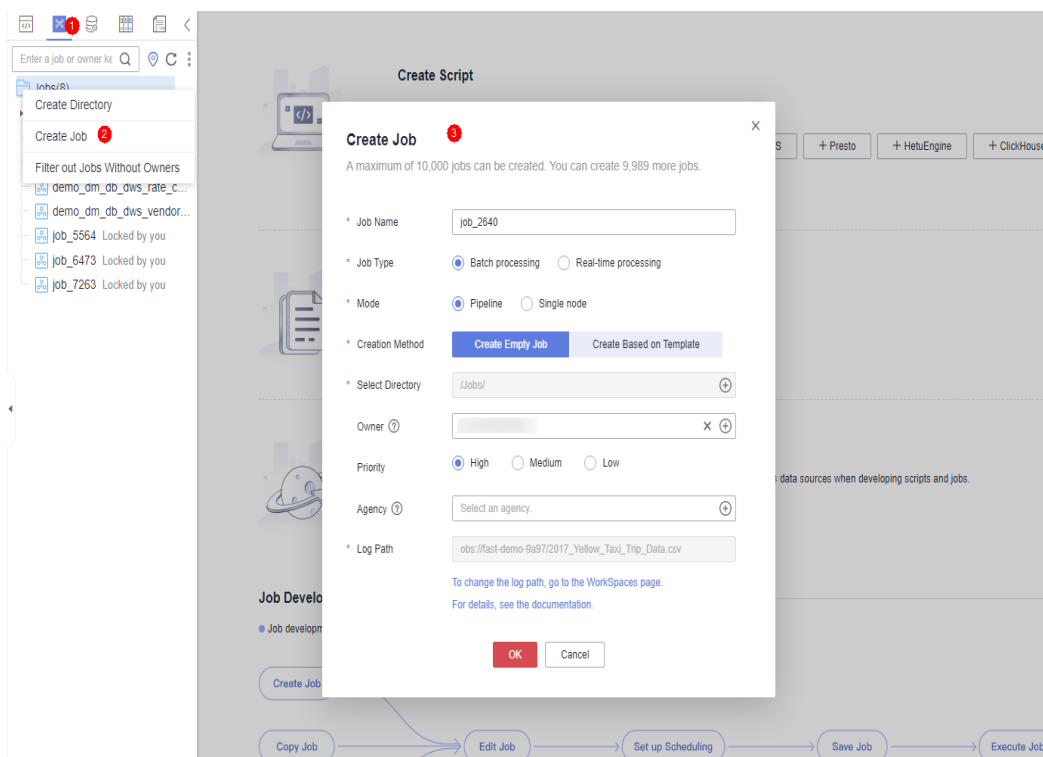 1
Enter a job or owner ke
Jobs(8)
Create Directory
Create Job 2
Filter out Jobs Without Owners
demo_dm_db_dws_rate_c...
demo_dm_db_dws_vendor...
job_5564 Locked by you
job_6473 Locked by you
job_7263 Locked by you
Create Script
S + Presto + HetuEngine + ClickHouse
Create Job 3
A maximum of 10,000 jobs can be created. You can create 9,989 more jobs.
* Job Name job_2640
* Job Type Batch processing Real-time processing
* Mode Pipeline Single node
* Creation Method Create Empty Job Create Based on Template
* Select Directory /Jobs/
Owner
Priority High Medium Low
Agency Select an agency.
* Log Path obs://fast-demo-9a97/2017_Yellow_Taxi_Trip_Data.csv
To change the log path, go to the WorkSpaces page.
For details, see the documentation.
OK Cancel
data sources when developing scripts and jobs.
Job Develo
Job developm
Create Job
Copy Job Edit Job Set up Scheduling Save Job Execute Job